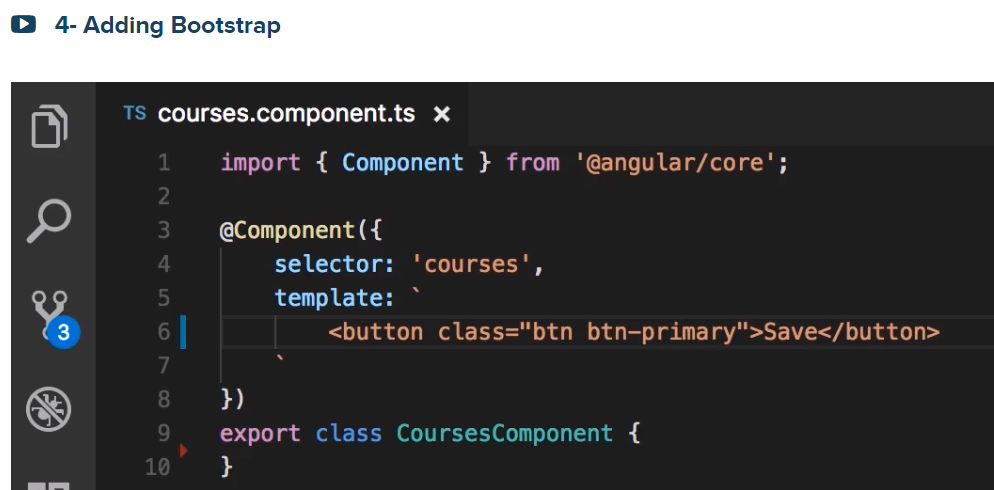 4- Adding Bootstrap
TS courses.component.ts ×
1 import { Component } from '@angular/core';
2
3 @Component({
4 selector: 'courses',
5 template: `
6 <button class="btn btn-primary">Save</button>
3
7 `
8 })
9 export class CoursesComponent {
10 }